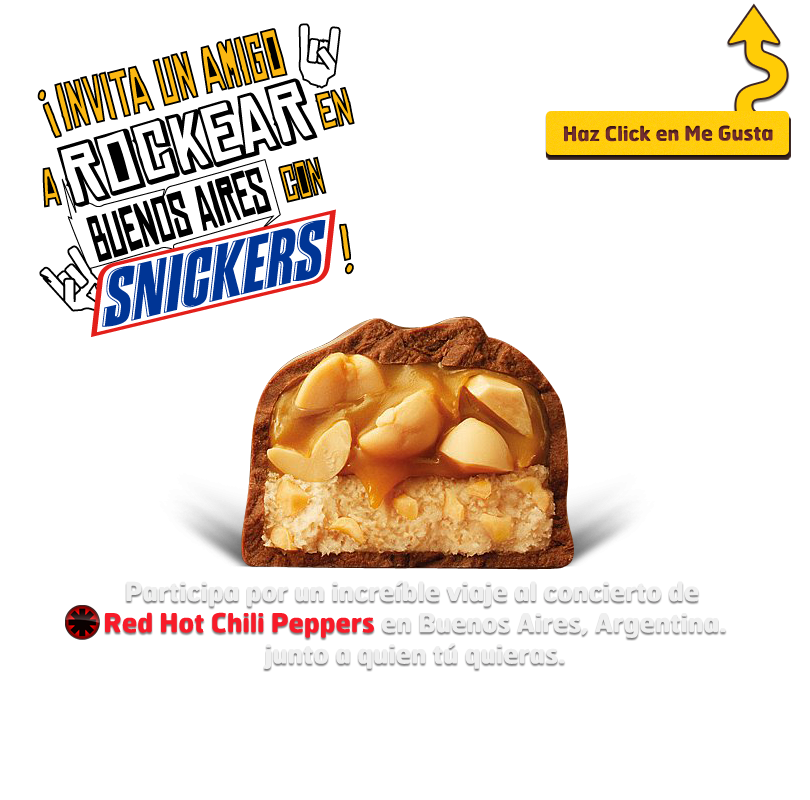 ¡INVITA UN AMIGO
A ROCKEAR EN
BUENOS AIRES CON
SNICKERS!
Haz Click en Me Gusta
Participa por un increíble viaje al concierto de
Red Hot Chili Peppers en Buenos Aires, Argentina.
junto a quien tú quieras.